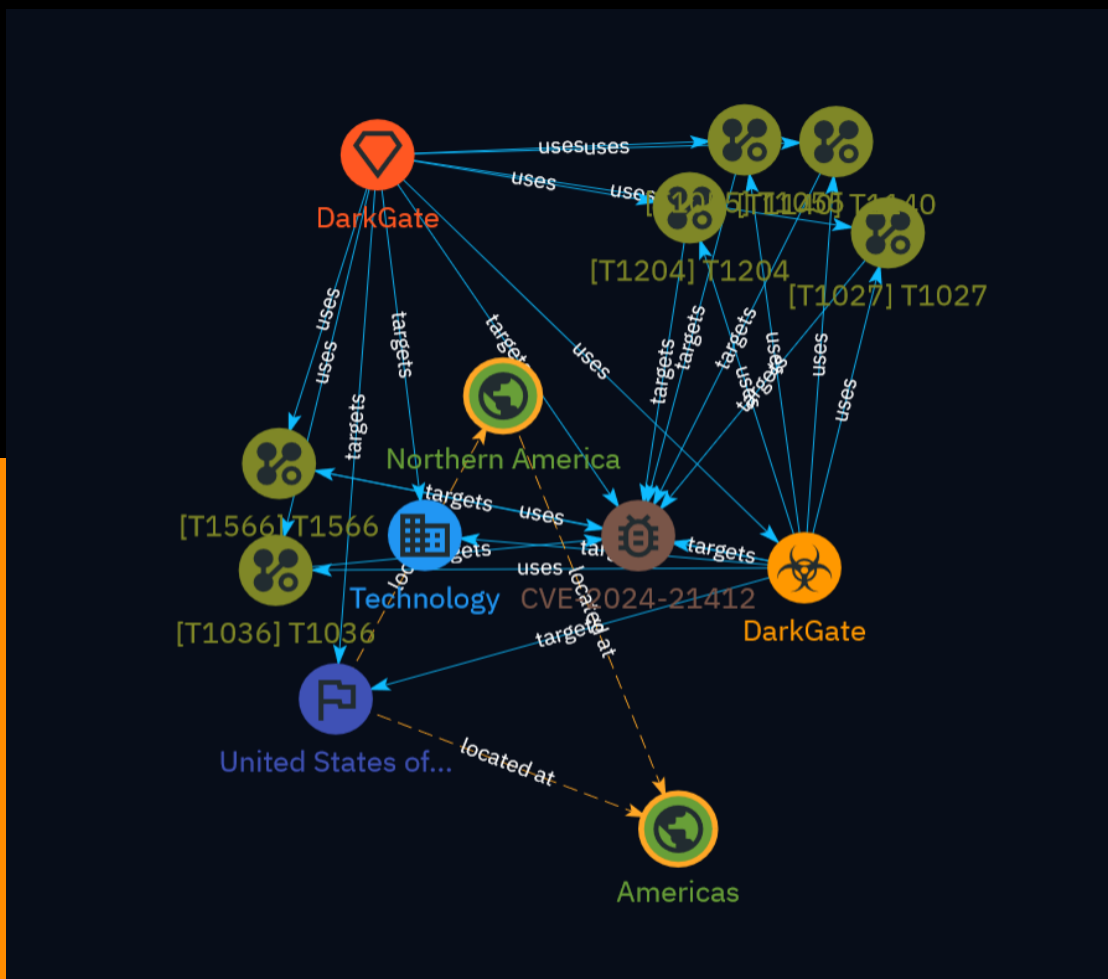 uses
uses
uses
uses
DarkGate
T1140
[T1204] T1204
[T1027] T1027
uses
uses
targets
targets
targets
uses
targets
targets
targets
uses
uses
Northern America
targets
uses
[T1566] T1566
targets
uses
Technology
CVE-2024-21412
located at
[T1036] T1036
DarkGate
targets
United States of...
located at
Americas